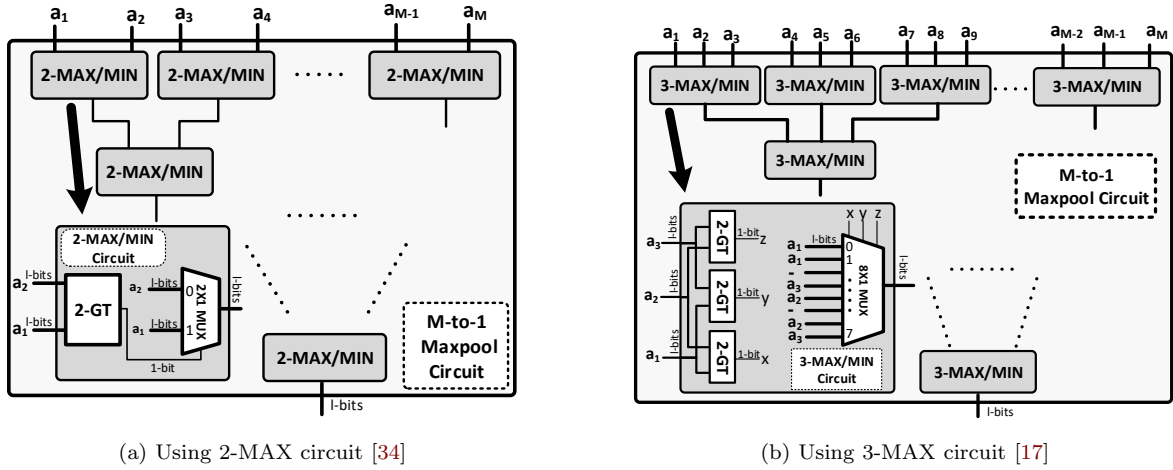 a1 a2 a3 a4 aM-1 aM
2-MAX/MIN 2-MAX/MIN ..... 2-MAX/MIN
2-MAX/MIN
2-MAX/MIN
Circuit
l-bits
a2
l-bits
a1
2-GT
a2 l-bits 0
a1 l-bits 1
2X1 MUX
l-bits
1-bit
2-MAX/MIN
l-bits
M-to-1
Maxpool
Circuit
(a) Using 2-MAX circuit [34]
a1 a2 a3 a4 a5 a6 a7 a8 a9 aM-2 aM-1 aM
3-MAX/MIN 3-MAX/MIN 3-MAX/MIN .... 3-MAX/MIN
3-MAX/MIN
M-to-1
Maxpool Circuit
a3 l-bits 2-GT 1-bit z
a2 l-bits 2-GT 1-bit y
a1 l-bits 2-GT 1-bit x
x y z
a1 l-bits 0
a1 1
-
a3
a2
-
a2
a3 7
8X1 MUX
l-bits
3-MAX/MIN
Circuit
3-MAX/MIN
l-bits
(b) Using 3-MAX circuit [17]